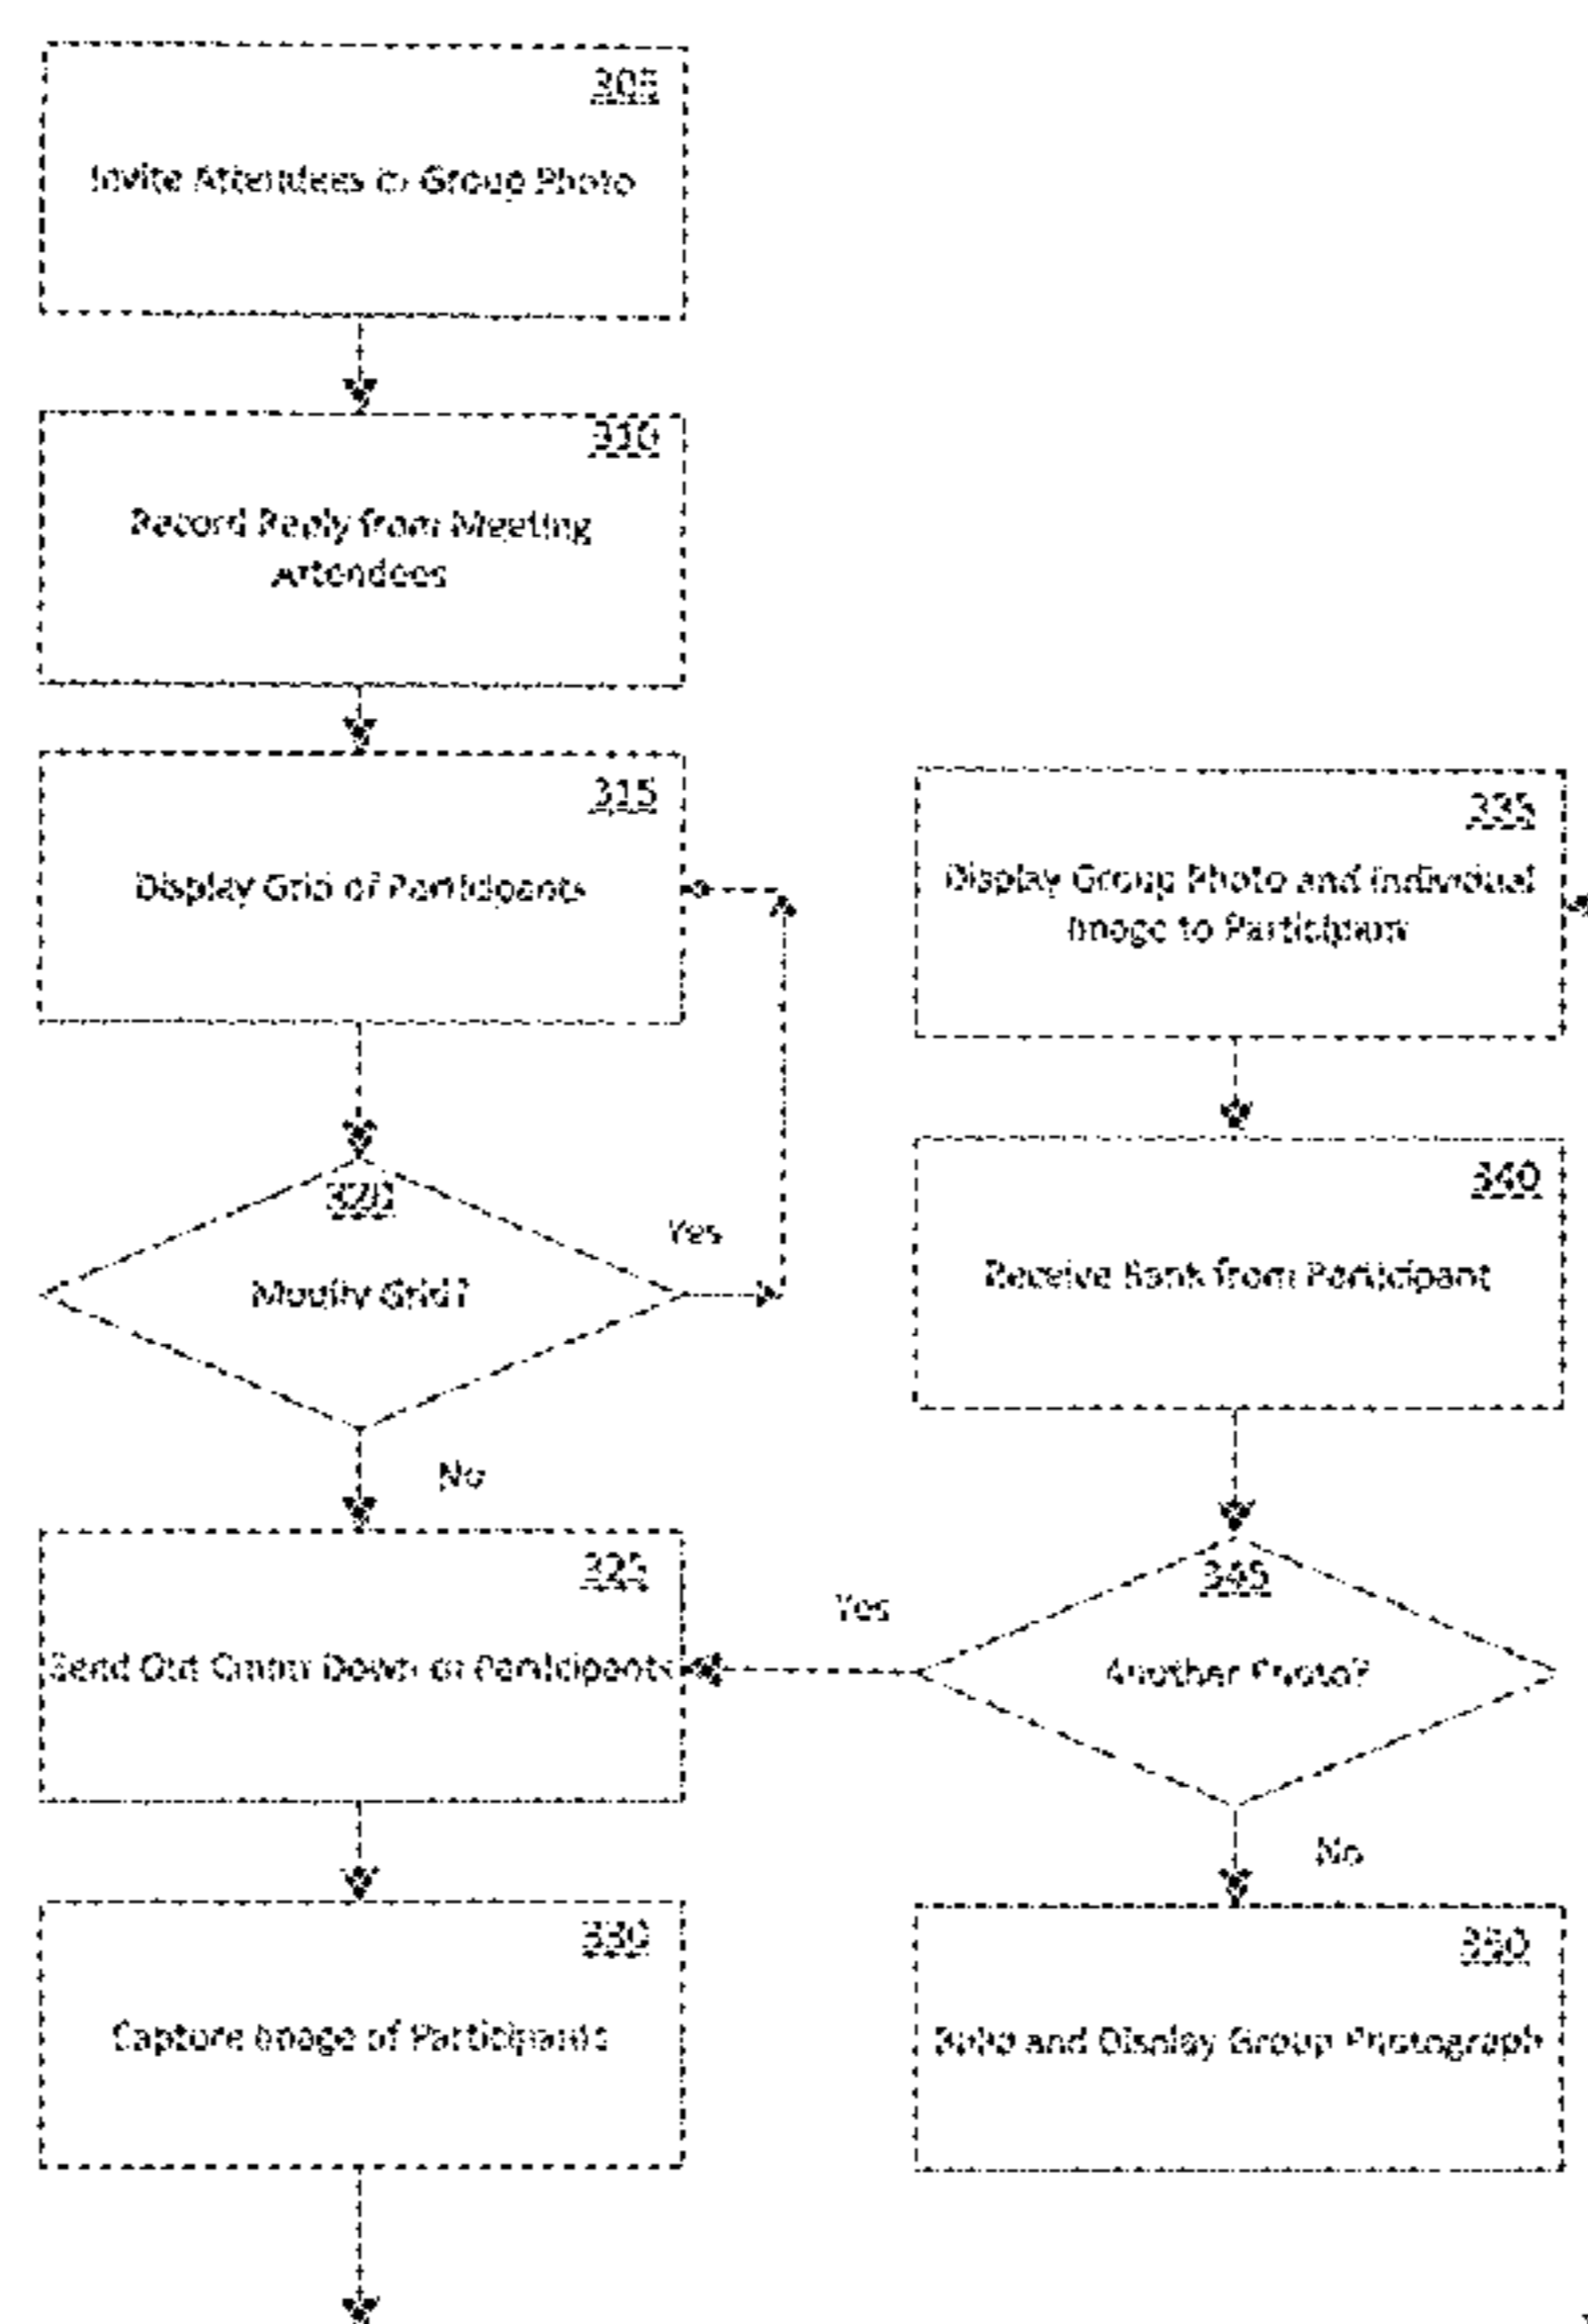 305
Invite Attendees to Group Photo
310
Record Reply from Meeting
Attendees
315
Display Grid of Participants
320
Modify Grid?
Yes
No
325
Send Out Count Down to Participants
330
Capture Image of Participants
335
Display Group Photo and Individual
Image to Participant
340
Receive Rank from Participant
345
Another Photo?
Yes
No
350
and Display Group Photograph